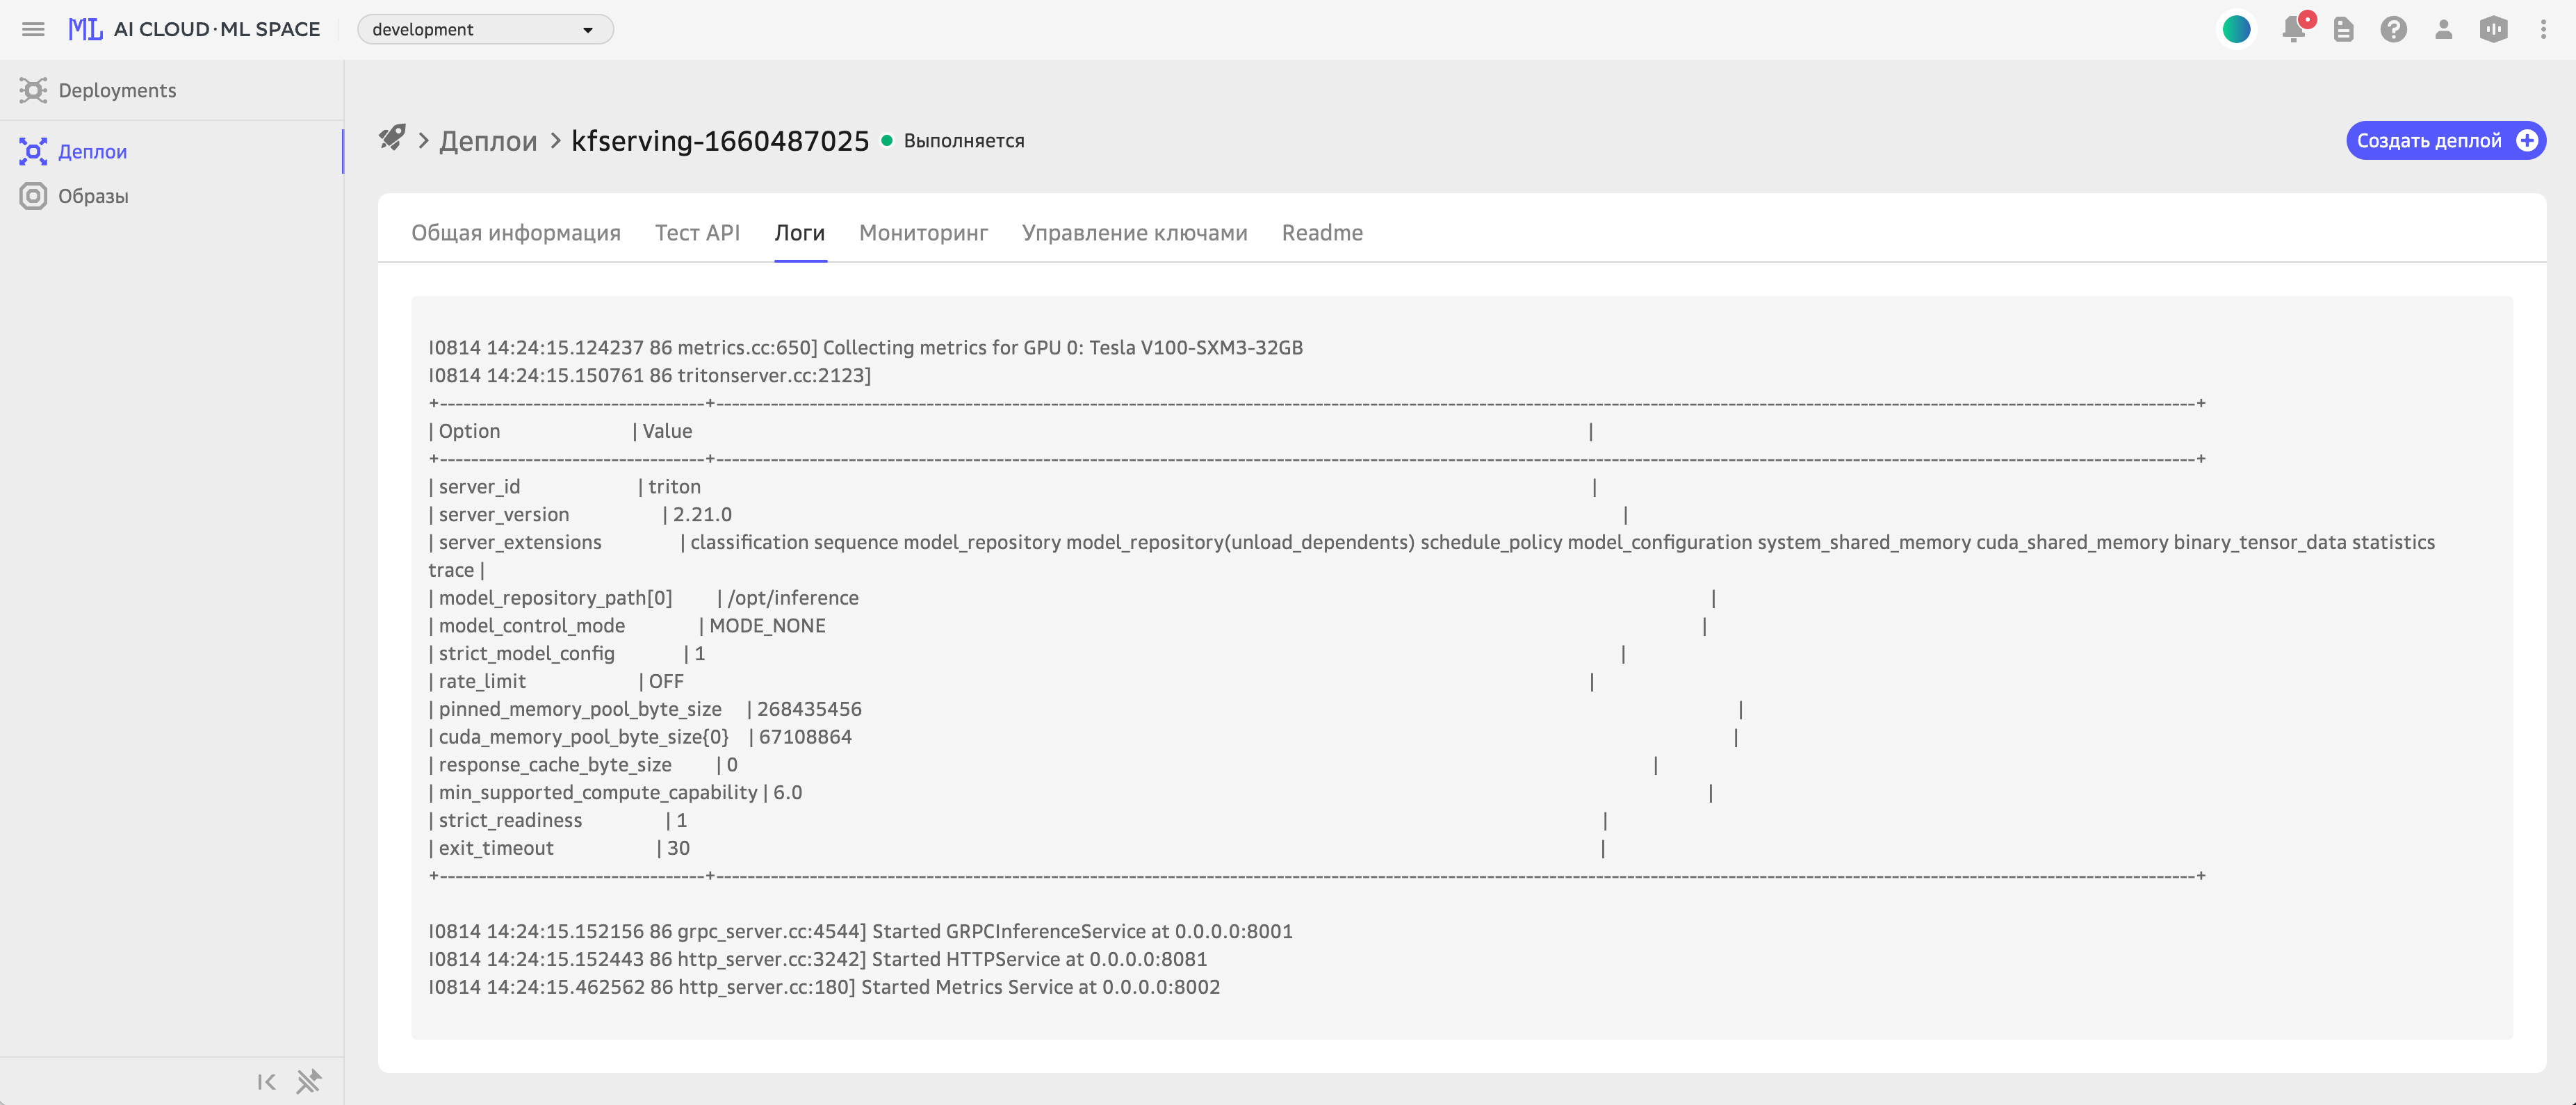 ML AI CLOUD·ML SPACE
development
Deployments
Деплои
Образы
> Деплои > kfserving-1660487025 Выполняется
Создать деплой
Общая информация Тест API Логи Мониторинг Управление ключами Readme
I0814 14:24:15.124237 86 metrics.cc:650] Collecting metrics for GPU 0: Tesla V100-SXM3-32GB
I0814 14:24:15.150761 86 tritonserver.cc:2123]
| Option | Value |
| server_id | triton |
| server_version | 2.21.0 |
| server_extensions | classification sequence model_repository model_repository(unload_dependents) schedule_policy model_configuration system_shared_memory cuda_shared_memory binary_tensor_data statistics
trace |
| model_repository_path[0] | /opt/inference |
| model_control_mode | MODE_NONE |
| strict_model_config | 1 |
| rate_limit | OFF |
| pinned_memory_pool_byte_size | 268435456 |
| cuda_memory_pool_byte_size{0} | 67108864 |
| response_cache_byte_size | 0 |
| min_supported_compute_capability | 6.0 |
| strict_readiness | 1 |
| exit_timeout | 30 |
I0814 14:24:15.152156 86 grpc_server.cc:4544] Started GRPCInferenceService at 0.0.0.0:8001
I0814 14:24:15.152443 86 http_server.cc:3242] Started HTTPService at 0.0.0.0:8081
I0814 14:24:15.462562 86 http_server.cc:180] Started Metrics Service at 0.0.0.0:8002